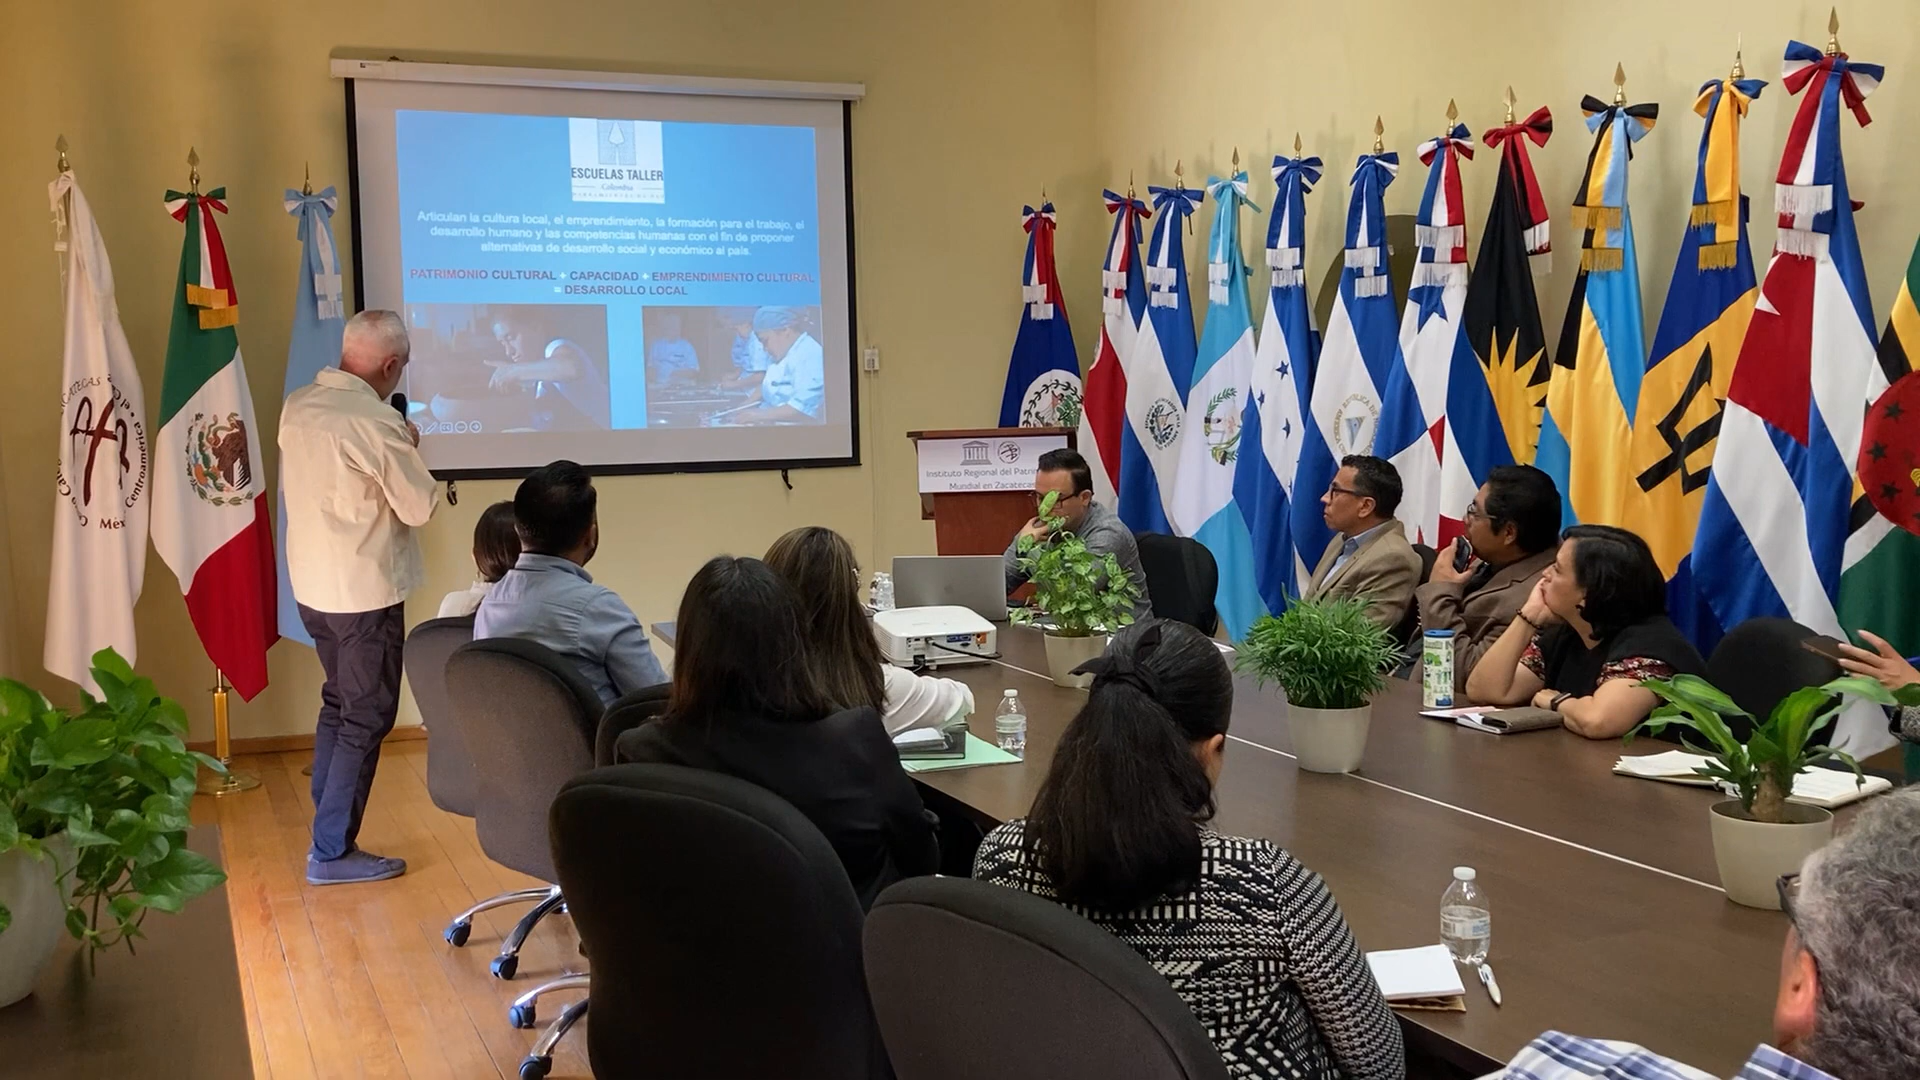 ESCUELAS TALLER
Colombia
Articulan la cultura local, el emprendimiento, la formación para el trabajo, el
desarrollo humano y las competencias humanas con el fin de proponer
alternativas de desarrollo social y económico al país.
PATRIMONIO CULTURAL + CAPACIDAD + EMPRENDIMIENTO CULTURAL
= DESARROLLO LOCAL
Instituto Regional del
Mundial en Zacatecas